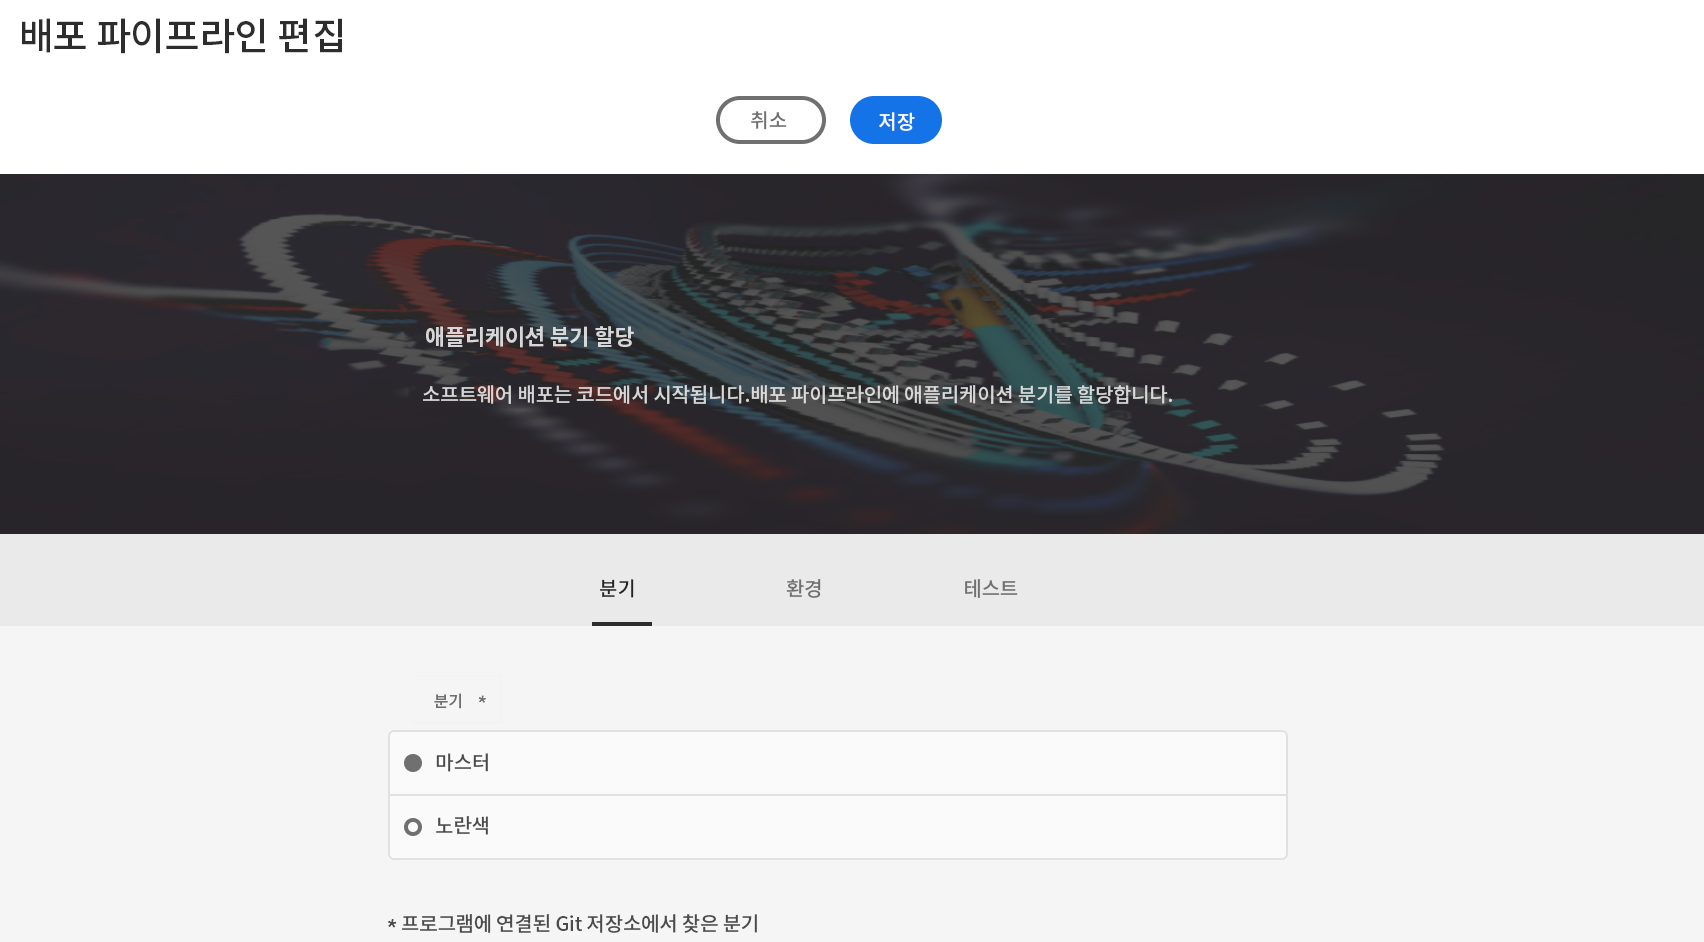 배포 파이프라인 편집
취소 저장
애플리케이션 분기 할당
소프트웨어 배포는 코드에서 시작됩니다.배포 파이프라인에 애플리케이션 분기를 할당합니다.
분기 환경 테스트
분기 *
마스터
노란색
* 프로그램에 연결된 Git 저장소에서 찾은 분기